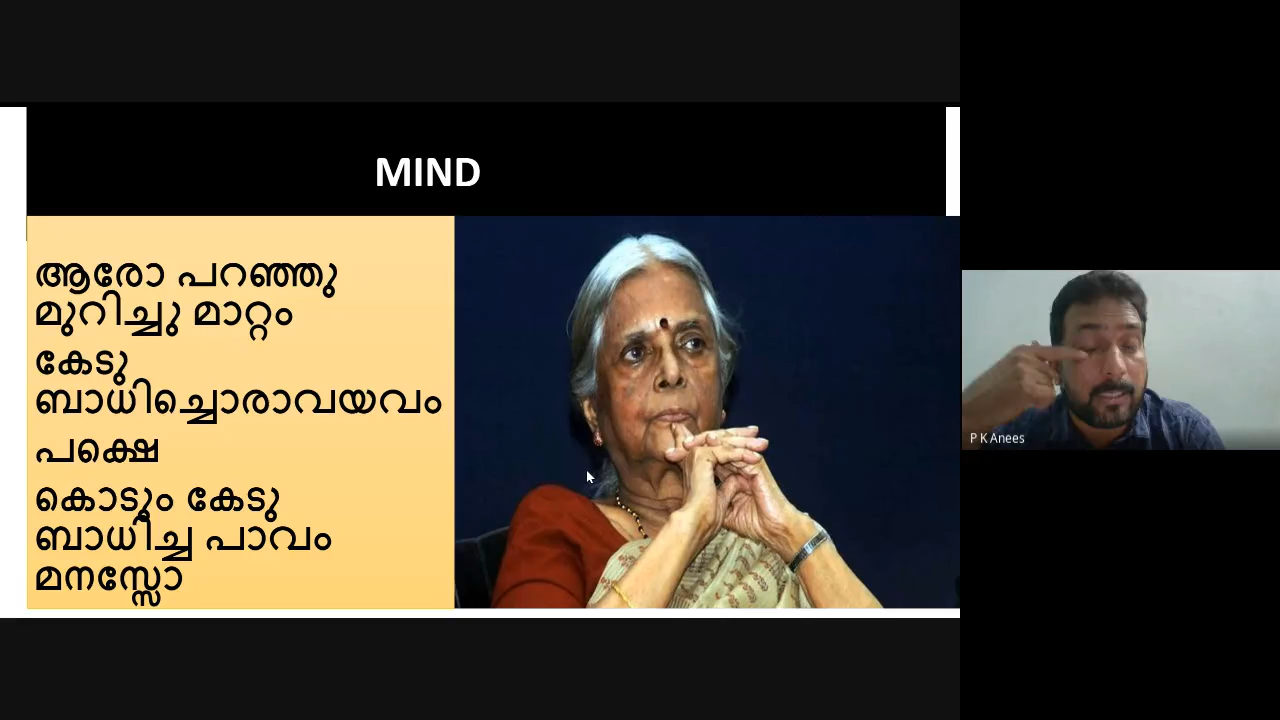 MIND
ആരോ പറഞ്ഞു
മുറിച്ചു മാറ്റം
കേടു
ബാധിച്ചൊരാവയവം
പക്ഷെ
കൊടും കേടു
ബാധിച്ച പാവം
മനസ്സോ
P K Anees